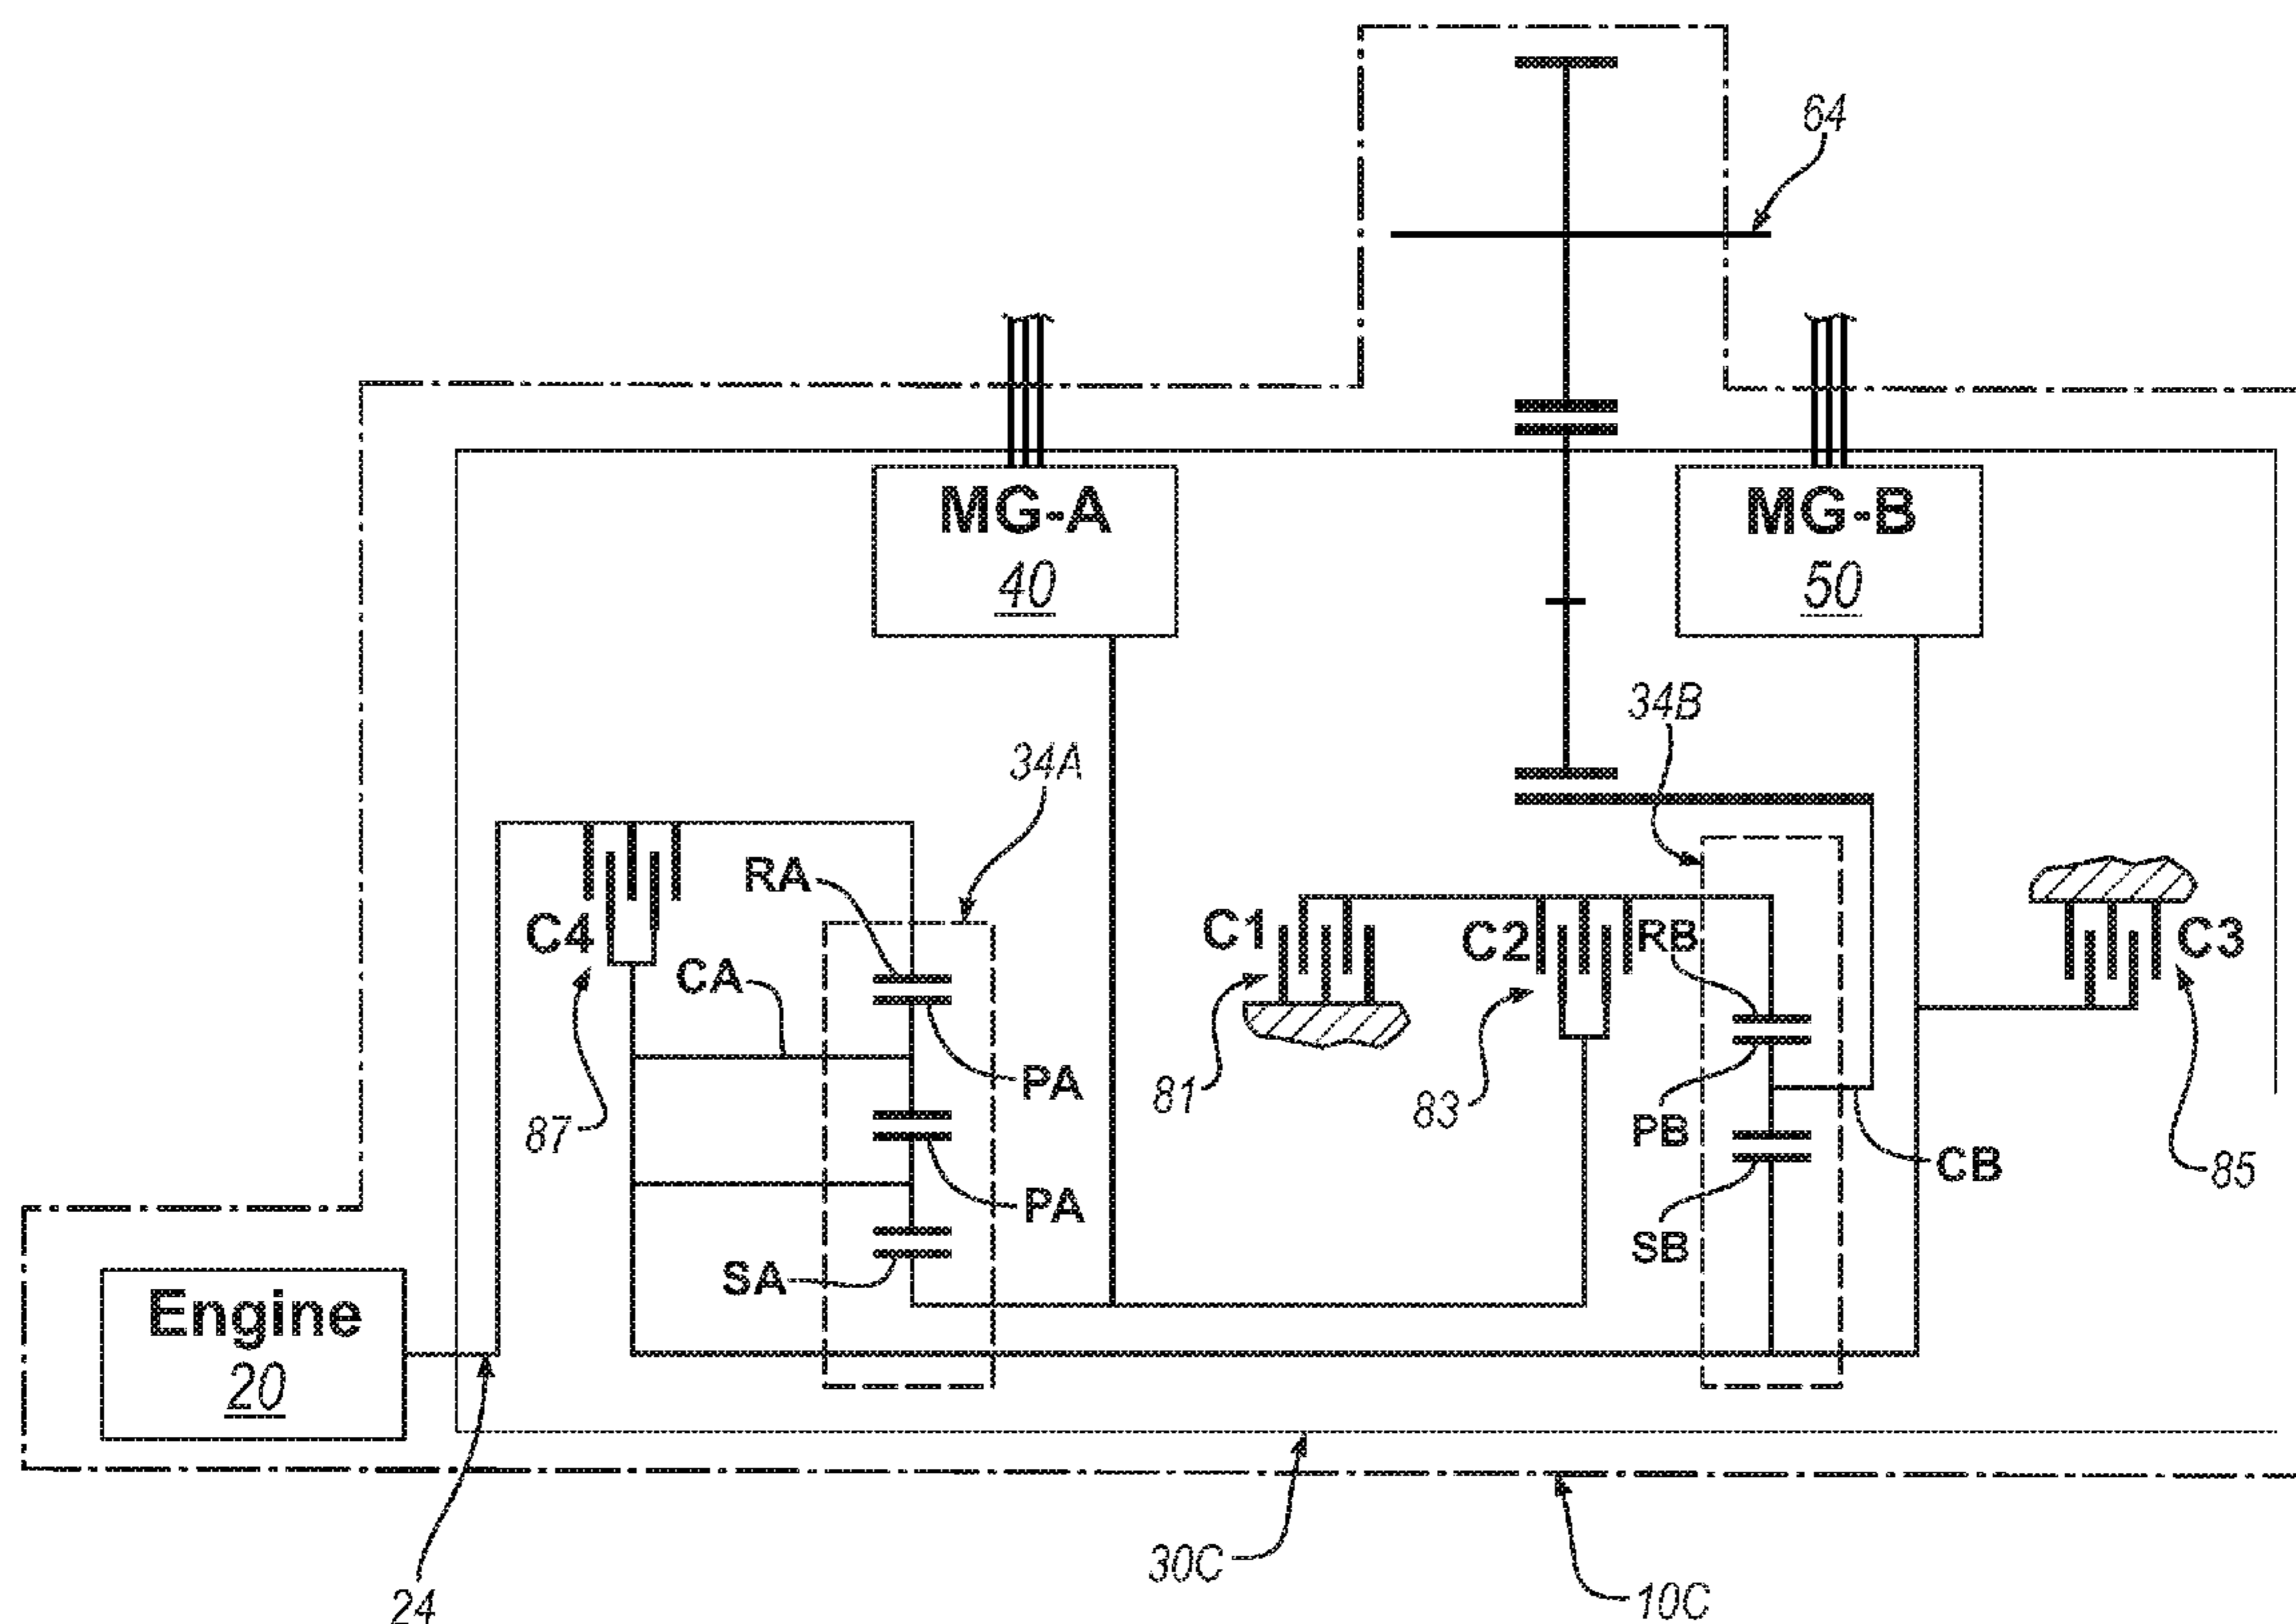 64
MG-A
40
MG-B
50
34B
34A
RA
C4
CA
C1
C2
RB
C3
PA
81
83
87
PB
CB
85
PA
SA
SB
Engine
20
30C
10C
24